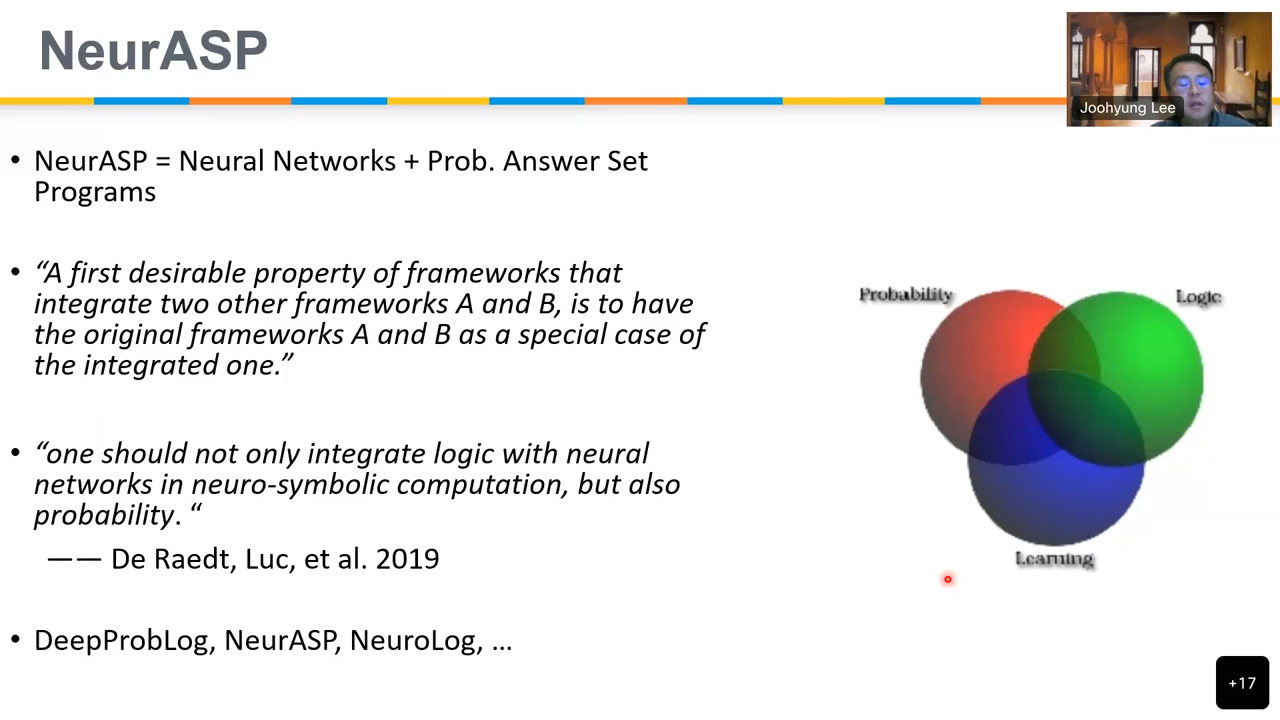 NeurASP
Joohyung Lee
• NeurASP = Neural Networks + Prob. Answer Set
Programs
• “A first desirable property of frameworks that
integrate two other frameworks A and B, is to have
the original frameworks A and B as a special case of
the integrated one.”
• “one should not only integrate logic with neural
networks in neuro-symbolic computation, but also
probability. “
—— De Raedt, Luc, et al. 2019
• DeepProbLog, NeurASP, NeuroLog, ...
Probability
Logic
Learning
+17